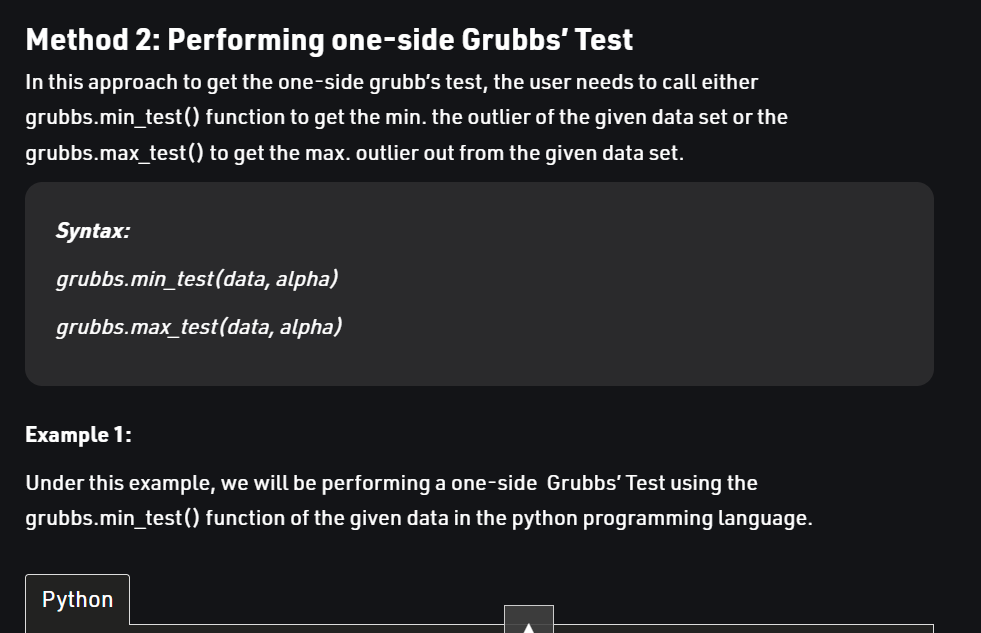 Method 2: Performing one-side Grubbs’ Test
In this approach to get the one-side grubb’s test, the user needs to call either
grubbs.min_test() function to get the min. the outlier of the given data set or the
grubbs.max_test() to get the max. outlier out from the given data set.
Syntax:
grubbs.min_test(data, alpha)
grubbs.max_test(data, alpha)
Example 1:
Under this example, we will be performing a one-side  Grubbs’ Test using the
grubbs.min_test() function of the given data in the python programming language.
Python